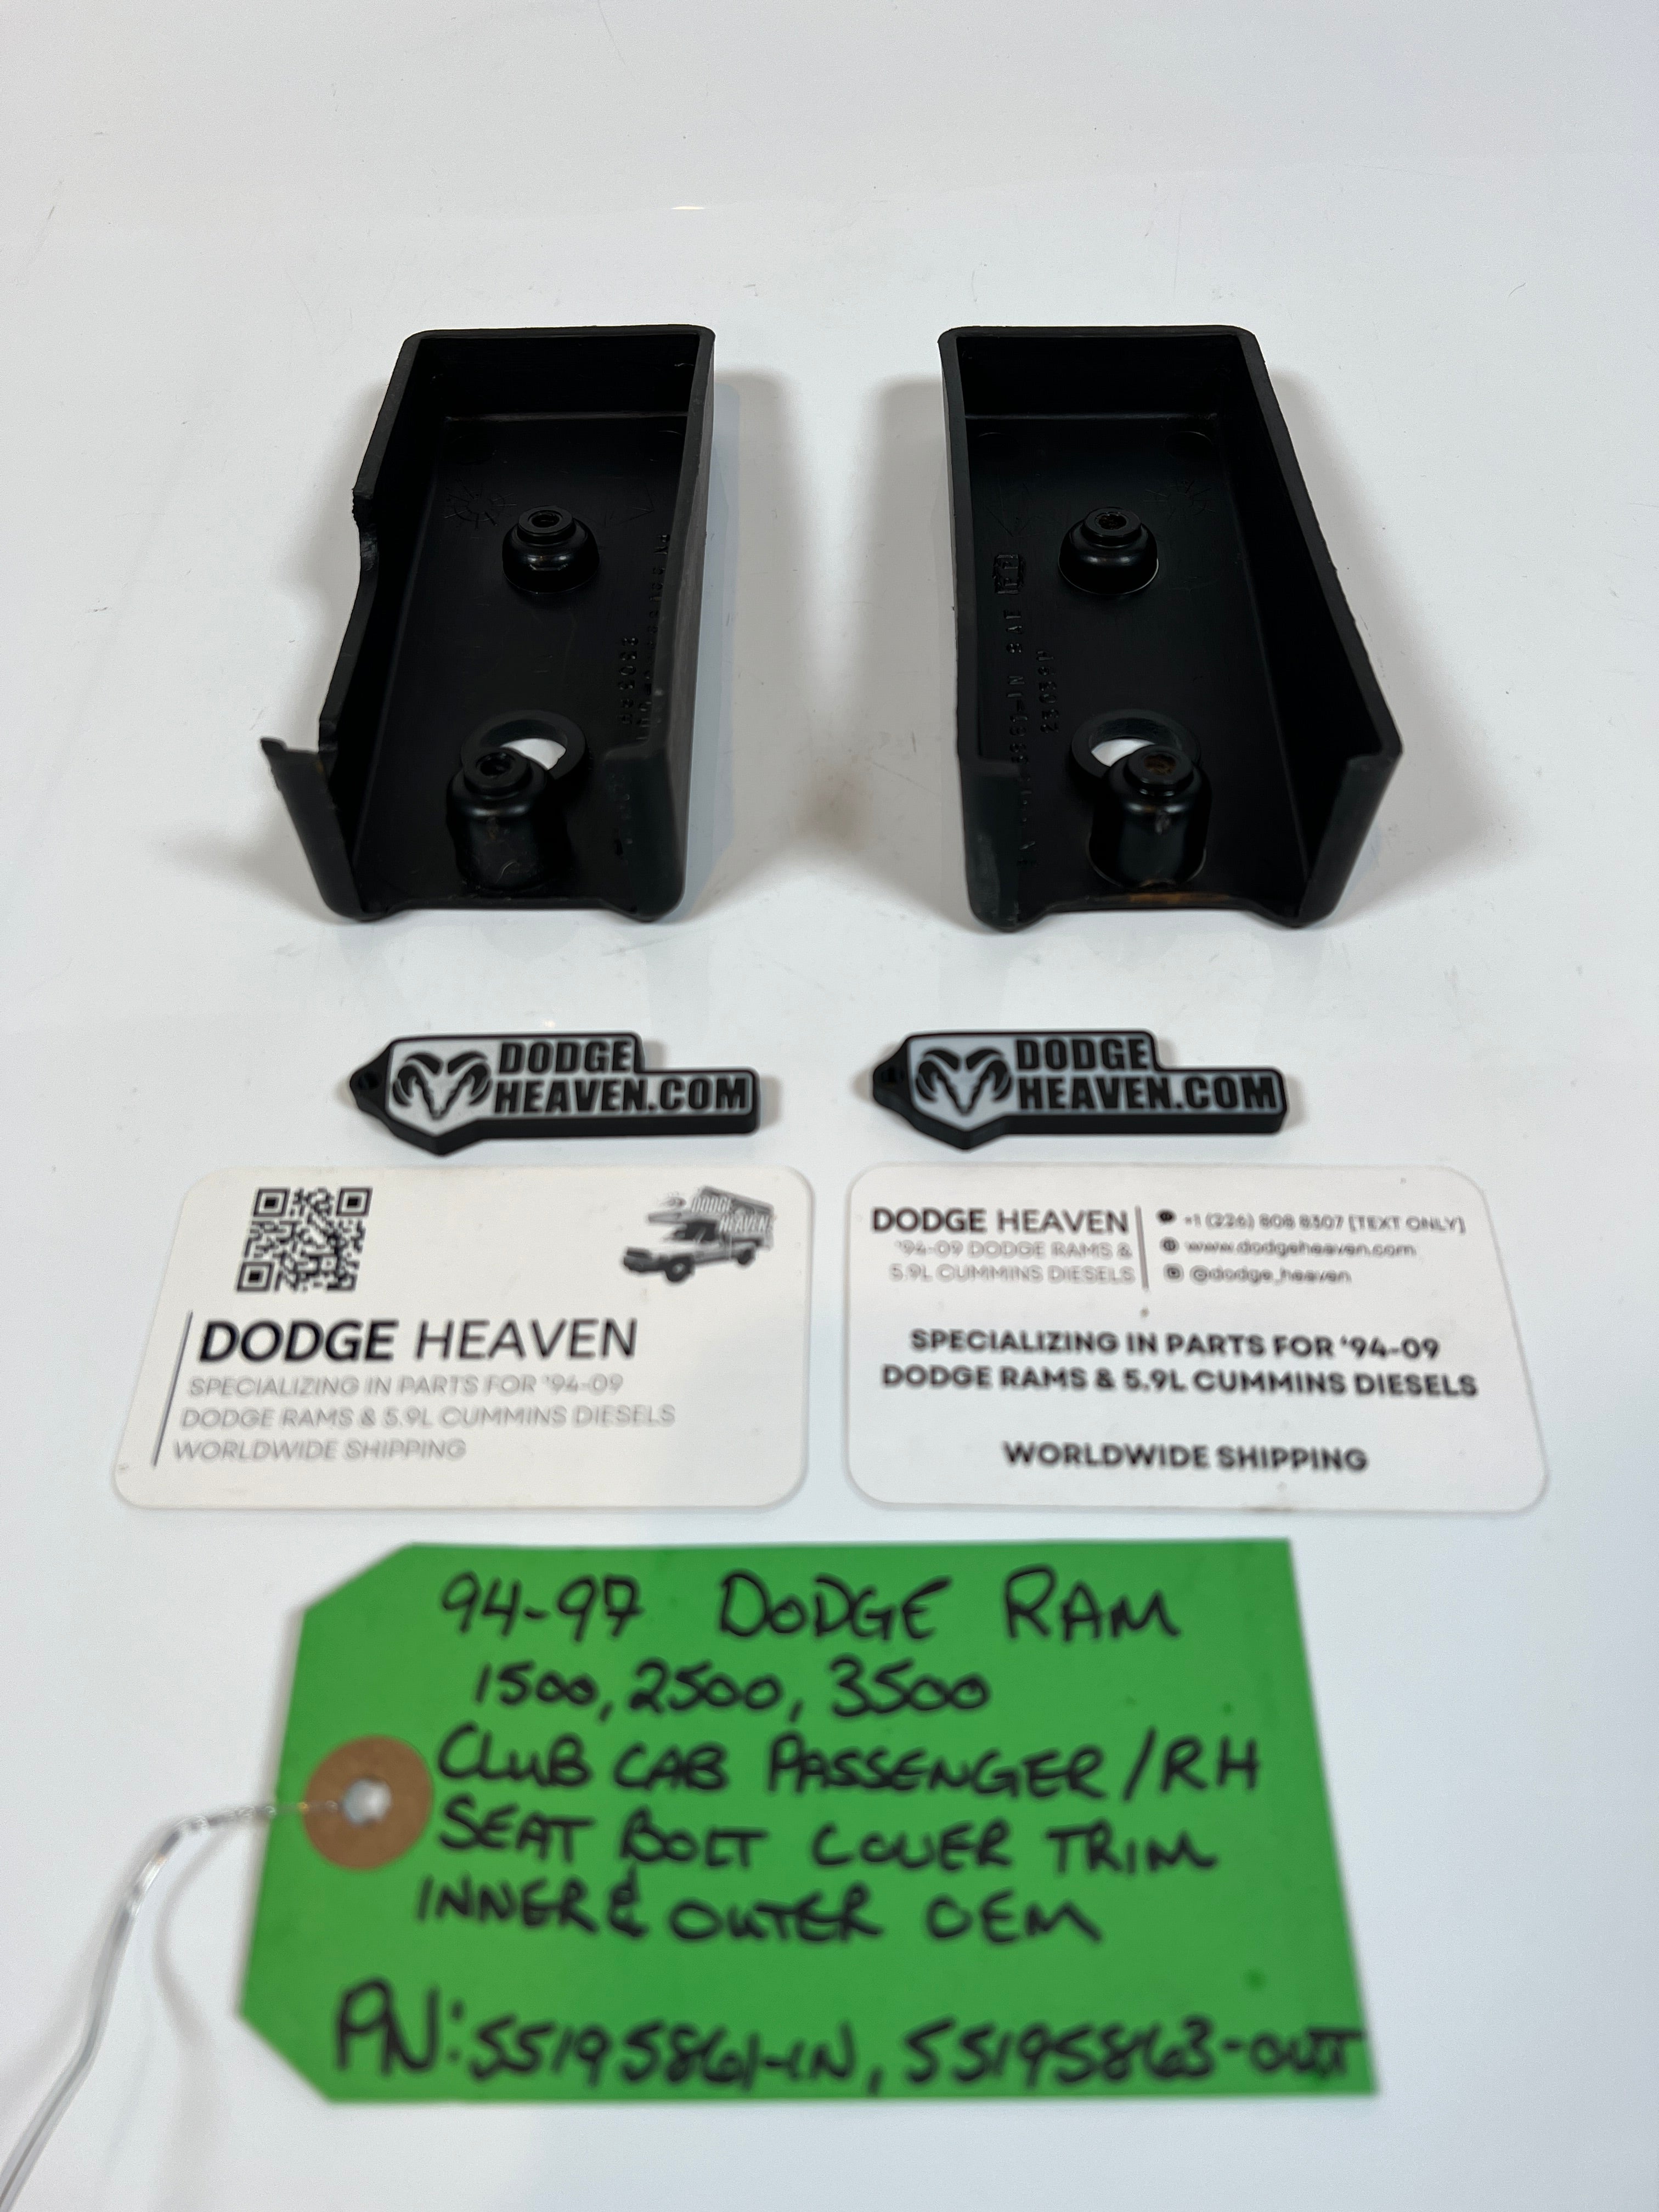 DODGE
HEAVEN.COM
DODGE
HEAVEN.COM
DODGE
HEAVEN
DODGE HEAVEN
SPECIALIZING IN PARTS FOR '94-09
DODGE RAMS & 5.9L CUMMINS DIESELS
WORLDWIDE SHIPPING
DODGE HEAVEN
'94-09 DODGE RAMS &
5.9L CUMMINS DIESELS
+1 (226) 808 8307 [TEXT ONLY]
www.dodgeheaven.com
@dodge_heaven
SPECIALIZING IN PARTS FOR '94-09
DODGE RAMS & 5.9L CUMMINS DIESELS
WORLDWIDE SHIPPING
94-97 DODGE RAM
1500, 2500, 3500
CLUB CAB PASSENGER/RH
SEAT BOLT COVER TRIM
INNER & OUTER OEM
PN: 55195861-IN, 55195863-OUT